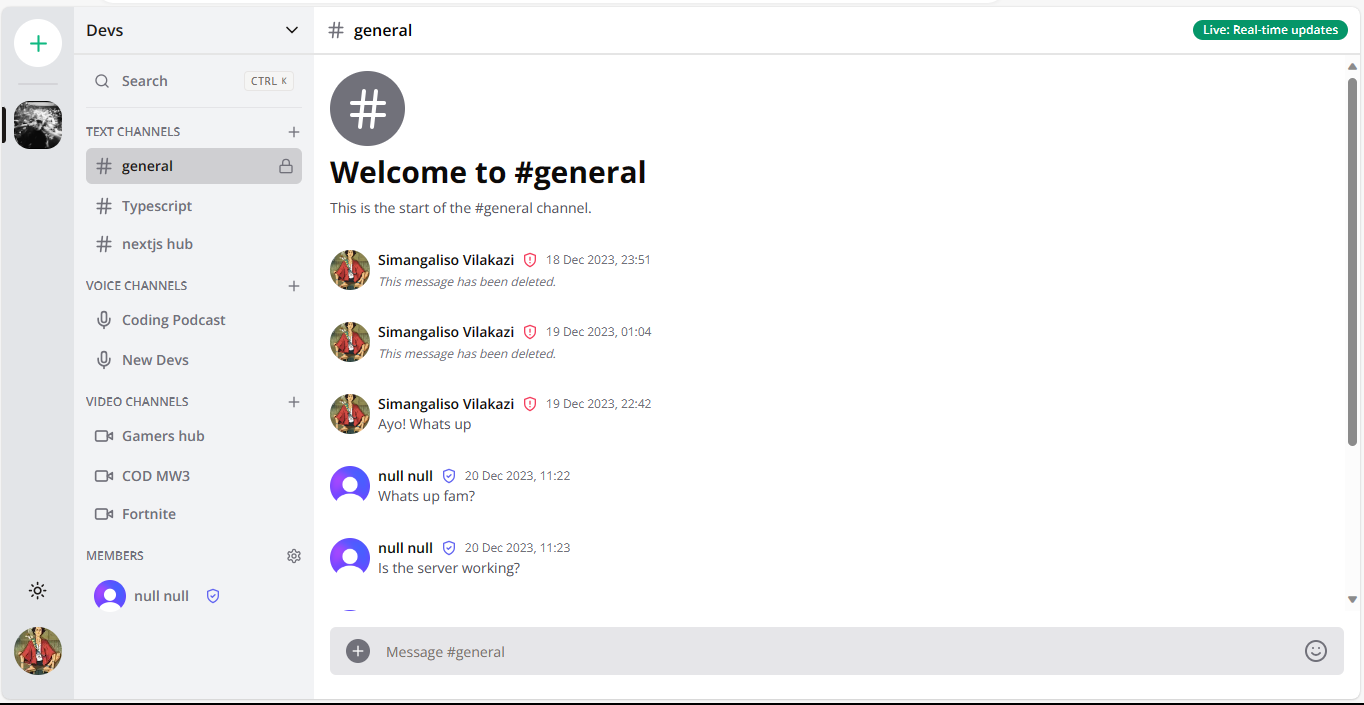 Devs
# general
Live: Real-time updates
Search
CTRL K
TEXT CHANNELS
# general
# Typescript
# nextjs hub
VOICE CHANNELS
Coding Podcast
New Devs
VIDEO CHANNELS
Gamers hub
COD MW3
Fortnite
MEMBERS
null null
#
Welcome to #general
This is the start of the #general channel.
Simangaliso Vilakazi 18 Dec 2023, 23:51
This message has been deleted.
Simangaliso Vilakazi 19 Dec 2023, 01:04
This message has been deleted.
Simangaliso Vilakazi 19 Dec 2023, 22:42
Ayo! Whats up
null null 20 Dec 2023, 11:22
Whats up fam?
null null 20 Dec 2023, 11:23
Is the server working?
Message #general